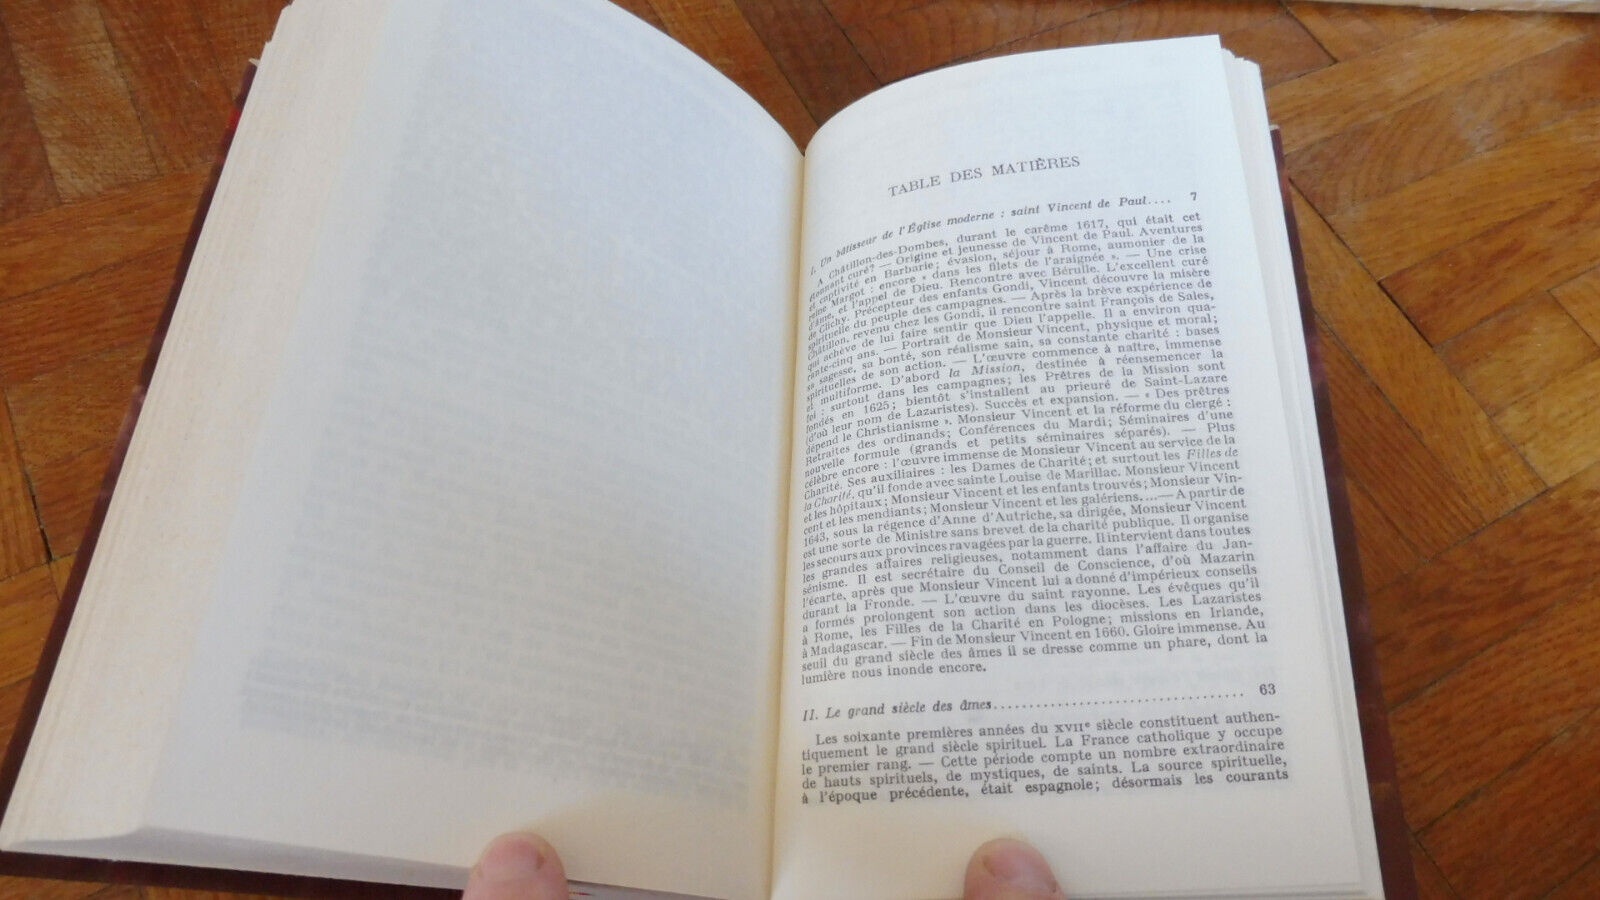 TABLE DES MATIÈRES
I. Un bâtisseur de l'Église moderne : saint Vincent de Paul.... 7
A Châtillon-des-Dombes, durant le carême 1617, qui était cet
étonnant curé? — Origine et jeunesse de Vincent de Paul. Aventures
et captivité en Barbarie; évasion, séjour à Rome, aumonier de la
reine Margot : encore « dans les filets de l'araignée ». — Une crise
d'âme, et l'appel de Dieu. Rencontre avec Bérulle. L'excellent curé
de Clichy. Précepteur des enfants Gondi, Vincent découvre la misère
spirituelle du peuple des campagnes. — Après la brève expérience de
Châtillon, revenu chez les Gondi, il rencontre saint François de Sales,
qui achève de lui faire sentir que Dieu l'appelle. Il a environ qua-
rante-cinq ans. — Portrait de Monsieur Vincent, physique et moral;
sa sagesse, sa bonté, son réalisme sain, sa constante charité : bases
spirituelles de son action. — L'œuvre commence à naître, immense
et multiforme. D'abord la Mission, destinée à réensemencer la
foi : surtout dans les campagnes; les Prêtres de la Mission sont
fondés en 1625; bientôt s'installent au prieuré de Saint-Lazare
(d'où leur nom de Lazaristes). Succès et expansion. — « Des prêtres
dépend le Christianisme ». Monsieur Vincent et la réforme du clergé :
Retraites des ordinands; Conférences du Mardi; Séminaires d'une
nouvelle formule (grands et petits séminaires séparés). — Plus
célèbre encore : l'œuvre immense de Monsieur Vincent au service de la
Charité. Ses auxiliaires : les Dames de Charité; et surtout les Filles de
la Charité, qu'il fonde avec sainte Louise de Marillac. Monsieur Vincent
et les hôpitaux; Monsieur Vincent et les enfants trouvés; Monsieur Vin-
cent et les mendiants; Monsieur Vincent et les galériens....— A partir de
1643, sous la régence d'Anne d'Autriche, sa dirigée, Monsieur Vincent
est une sorte de Ministre sans brevet de la charité publique. Il organise
les secours aux provinces ravagées par la guerre. Il intervient dans toutes
les grandes affaires religieuses, notamment dans l'affaire du Jan-
sénisme. Il est secrétaire du Conseil de Conscience, d'où Mazarin
l'écarte, après que Monsieur Vincent lui a donné d'impérieux conseils
durant la Fronde. — L'œuvre du saint rayonne. Les évêques qu'il
a formés prolongent son action dans les diocèses. Les Lazaristes
à Rome, les Filles de la Charité en Pologne; missions en Irlande,
à Madagascar. — Fin de Monsieur Vincent en 1660. Gloire immense. Au
seuil du grand siècle des âmes il se dresse comme un phare, dont la
lumière nous inonde encore.
II. Le grand siècle des âmes.................................. 63
Les soixante premières années du XVIIe siècle constituent authen-
tiquement le grand siècle spirituel. La France catholique y occupe
le premier rang. — Cette période compte un nombre extraordinaire
de hauts spirituels, de mystiques, de saints. La source spirituelle,
à l'époque précédente, était espagnole; désormais les courants